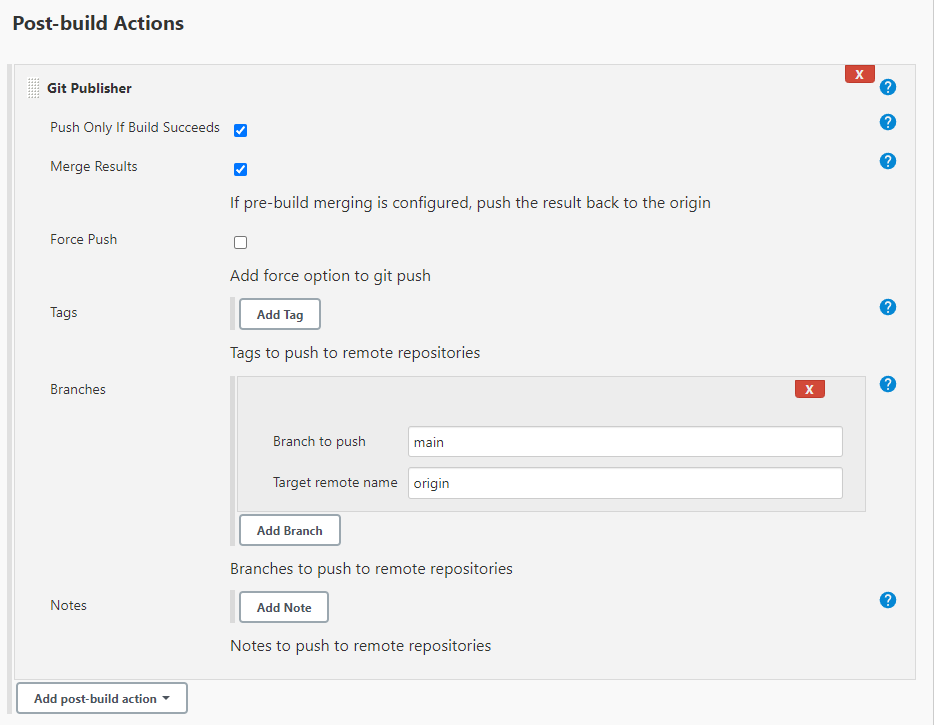 Post-build Actions
X
Git Publisher
?
Push Only If Build Succeeds
?
Merge Results
?
If pre-build merging is configured, push the result back to the origin
Force Push
Add force option to git push
Tags
Add Tag
?
Tags to push to remote repositories
Branches
X
?
Branch to push
main
Target remote name
origin
Add Branch
Branches to push to remote repositories
Notes
Add Note
?
Notes to push to remote repositories
Add post-build action